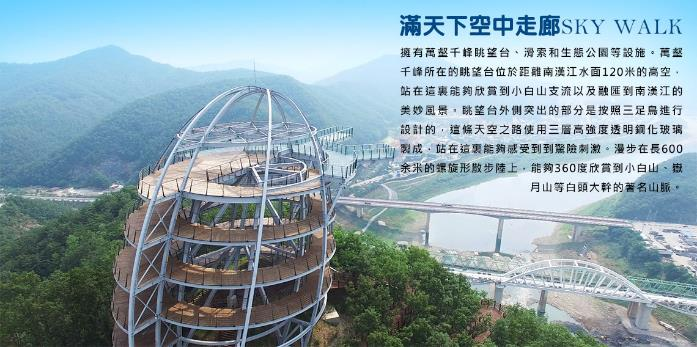 滿天下空中走廊SKY WALK
擁有萬壑千峰眺望台、滑索和生態公園等設施。萬壑
千峰所在的眺望台位於距離南漢江水面120米的高空，
站在這裏能夠欣賞到小白山支流以及融匯到南漢江的
美妙風景。眺望台外側突出的部分是按照三足烏進行
設計的，這條天空之路使用三層高強度透明鋼化玻璃
製成，站在這裏能夠感受到到驚險刺激。漫步在長600
余米的螺旋形散步陸上，能夠360度欣賞到小白山、嶽
月山等白頭大幹的著名山脈。